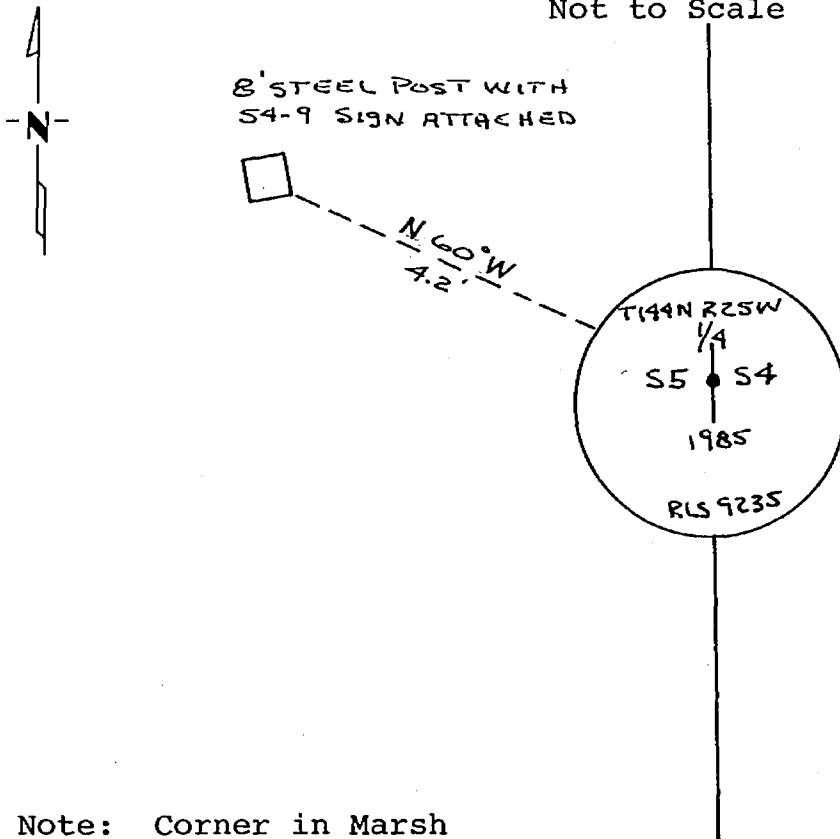 Not to Scale
N
8' STEEL POST WITH
54-9 SIGN ATTACHED
N 60° W
4.2'
T144N R25W
1/4
S5 S4
1985
RLS 9235
Note: Corner in Marsh